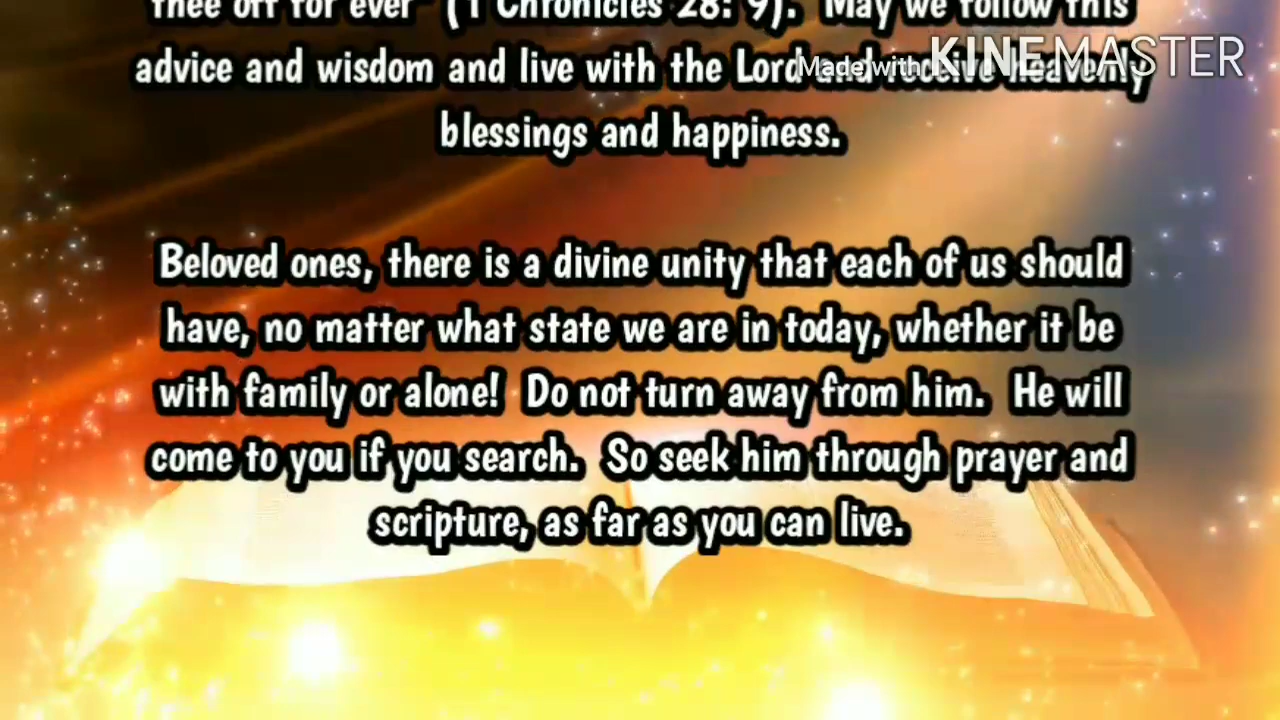 thee off for ever" (1 Chronicles 28: 9).  May we follow this
advice and wisdom and live with the Lord and receive heavenly
Made with KINEMASTER
blessings and happiness.
Beloved ones, there is a divine unity that each of us should
have, no matter what state we are in today, whether it be
with family or alone!  Do not turn away from him.  He will
come to you if you search.  So seek him through prayer and
scripture, as far as you can live.